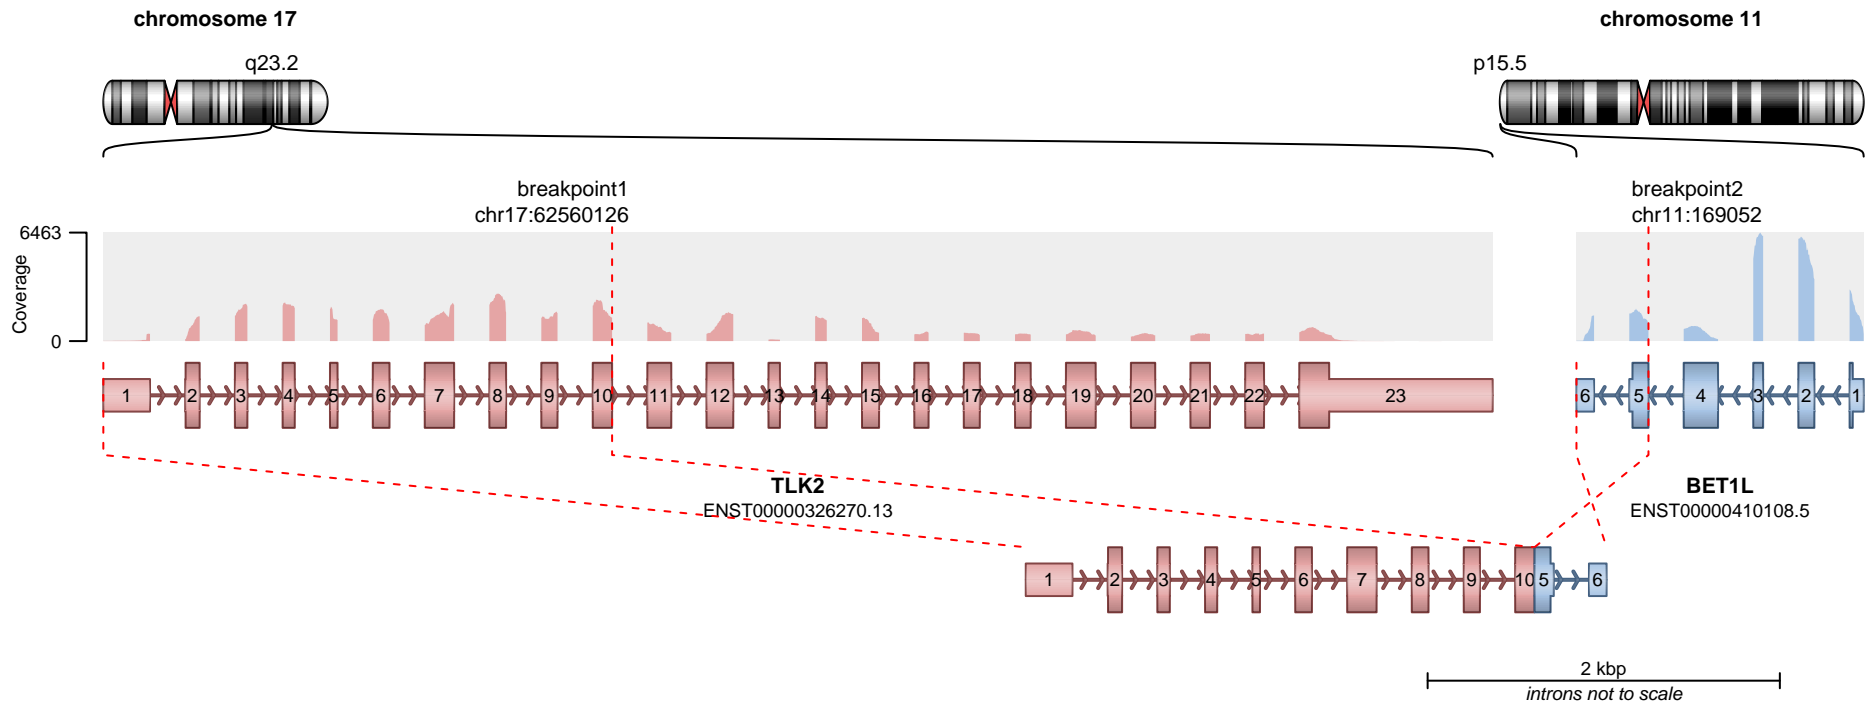 chromosome 17
chromosome 11
q23.2
p15.5
breakpoint1
chr17:62560126
breakpoint2
chr11:169052
6463
Coverage
0
1 2 3 4 5 6 7 8 9 10 11 12 13 14 15 16 17 18 19 20 21 22 23
6 5 4 3 2 1
TLK2
ENST00000326270.13
BET1L
ENST00000410108.5
1 2 3 4 5 6 7 8 9 10 5 6
2 kbp
introns not to scale